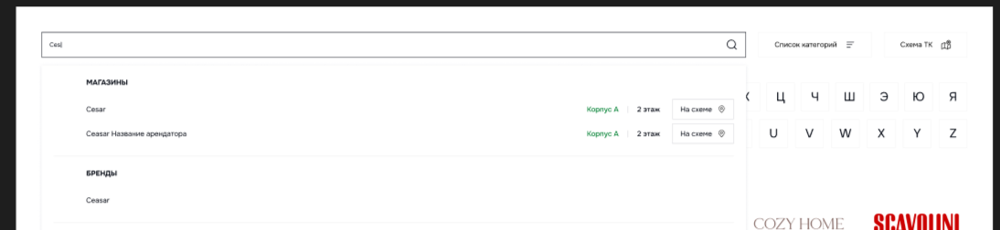 Ces
Список категорий
Схема ТК
МАГАЗИНЫ
Cesar
Корпус А
2 этаж
На схеме
Ceasar Название арендатора
Корпус А
2 этаж
На схеме
БРЕНДЫ
Ceasar
Ц Ч Ш Э Ю Я
U V W X Y Z
COZY HOME
SCAVOLINI